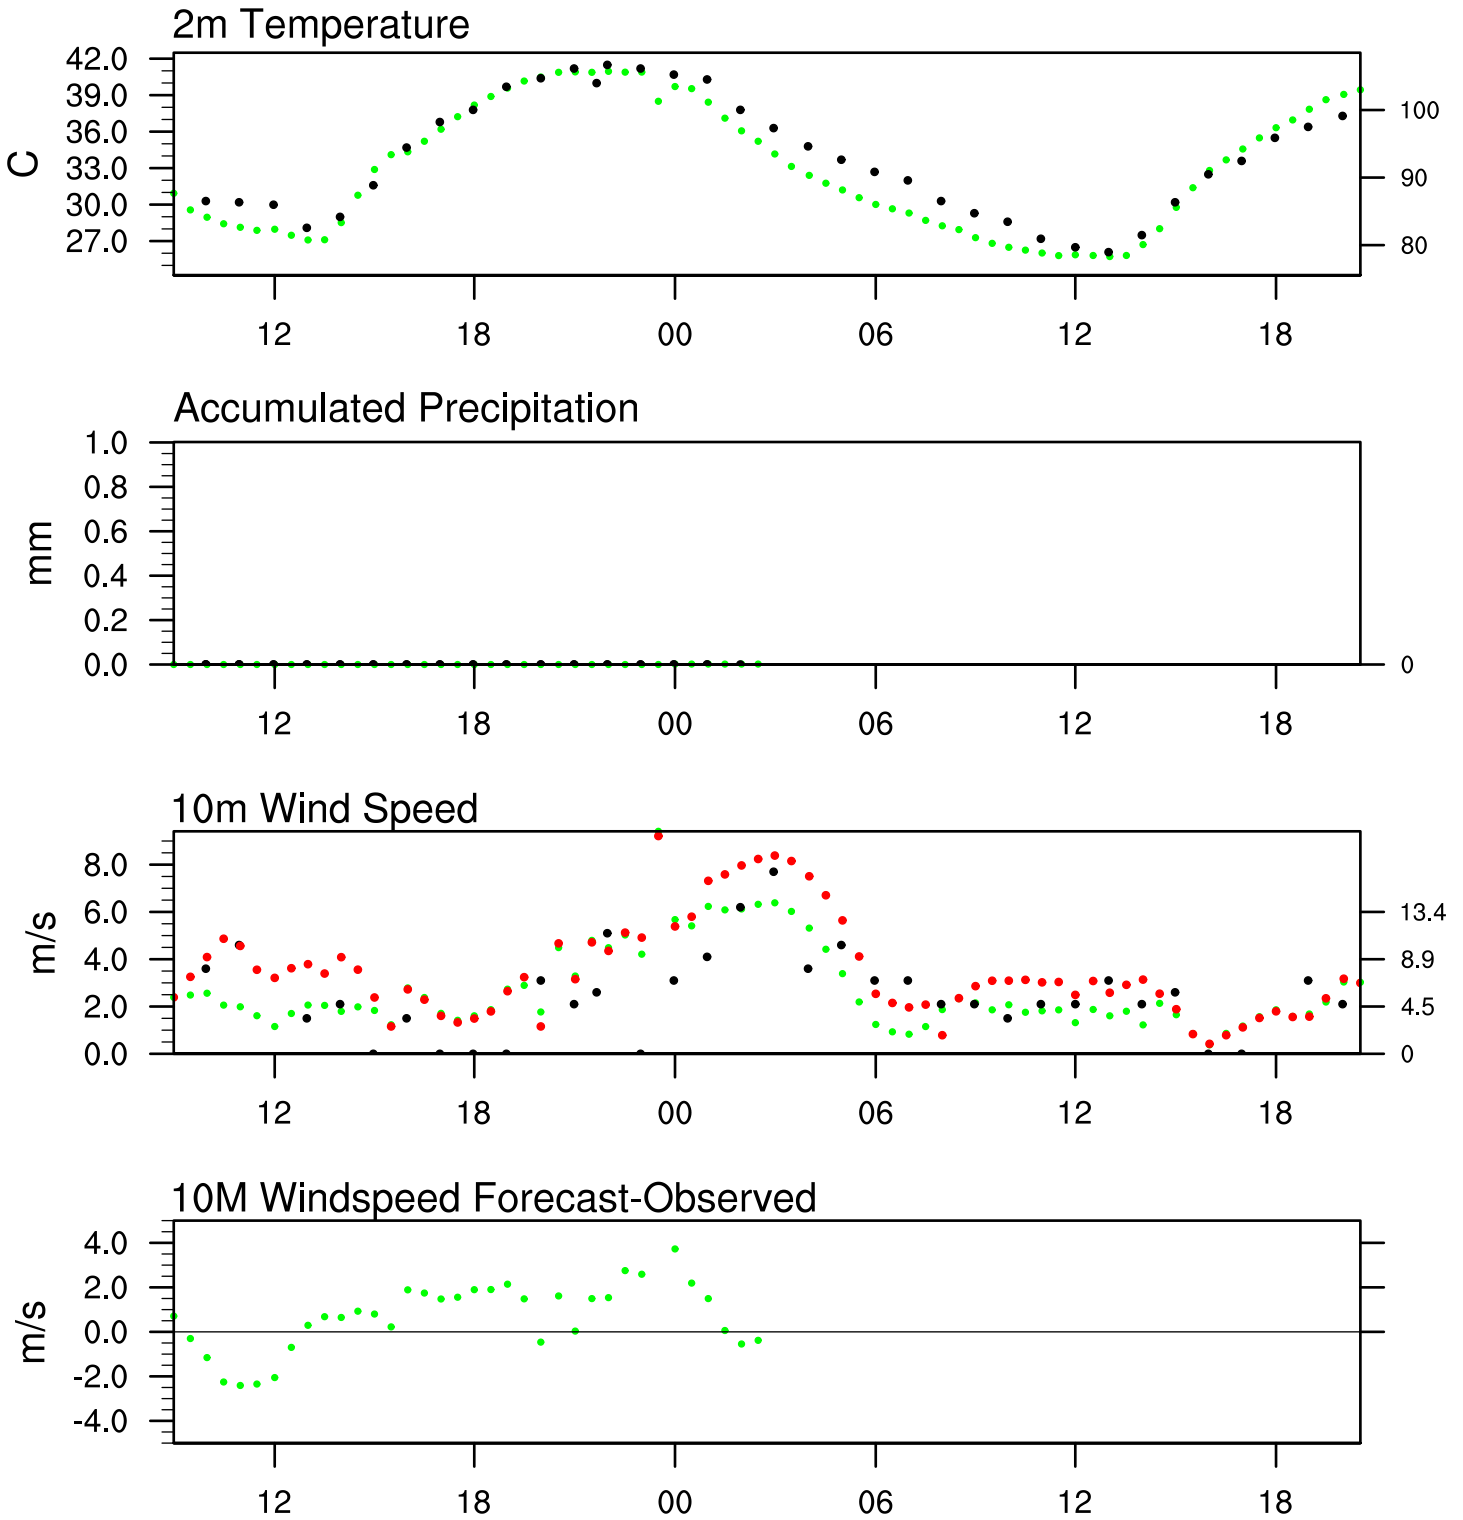 2m Temperature
42.0
39.0
36.0
33.0
30.0
27.0
C
100
90
80
12 18 00 06 12 18
Accumulated Precipitation
1.0
0.8
0.6
0.4
0.2
0.0
mm
0
12 18 00 06 12 18
10m Wind Speed
8.0
6.0
4.0
2.0
0.0
m/s
13.4
8.9
4.5
0
12 18 00 06 12 18
10M Windspeed Forecast-Observed
4.0
2.0
0.0
-2.0
-4.0
m/s
12 18 00 06 12 18